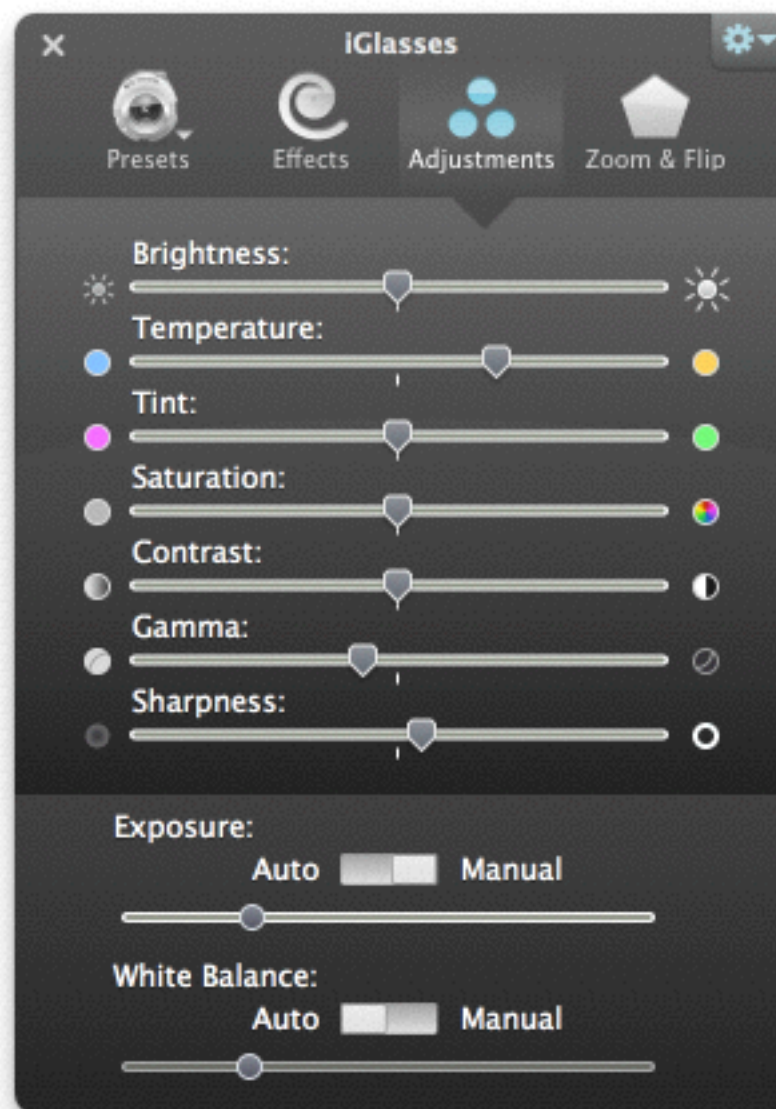 iGlasses
Presets Effects Adjustments Zoom & Flip
Brightness:
Temperature:
Tint:
Saturation:
Contrast:
Gamma:
Sharpness:
Exposure:
Auto Manual
White Balance:
Auto Manual